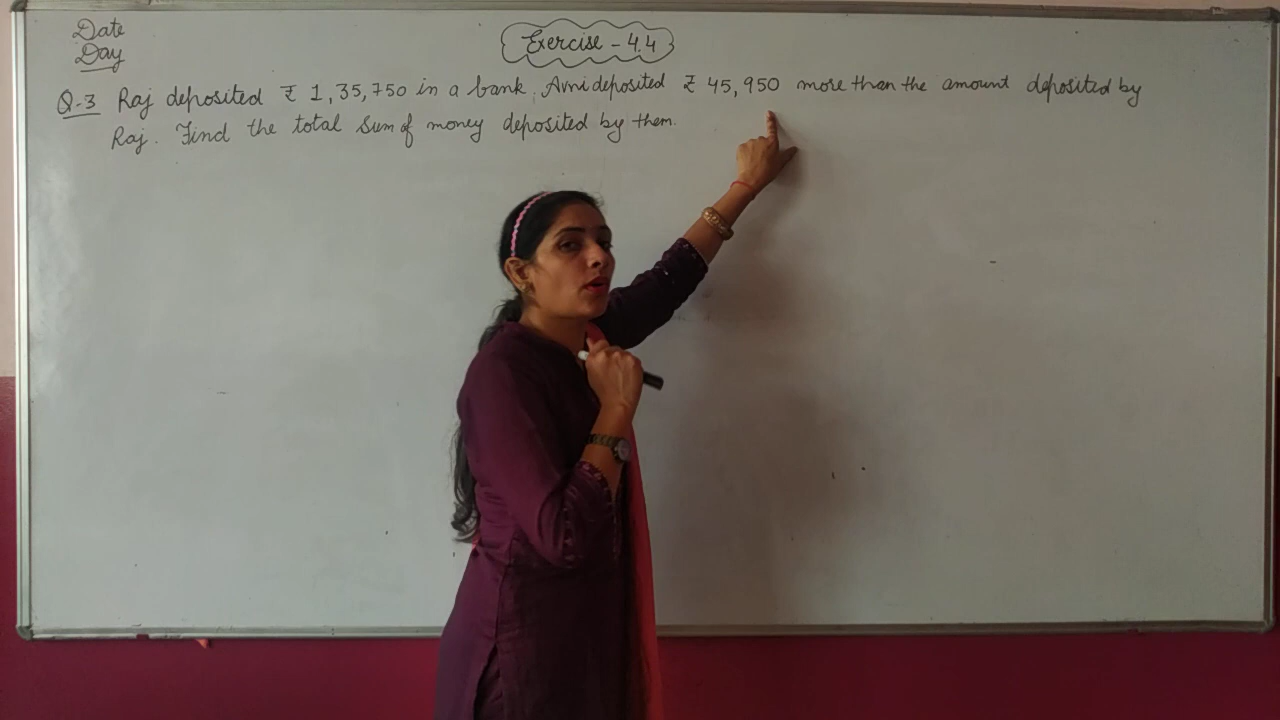 Date
Day
Exercise - 4.4
Q-3 Raj deposited ₹ 1,35,750 in a bank. Avni deposited ₹ 45,950 more than the amount deposited by
Raj. Find the total sum of money deposited by them.